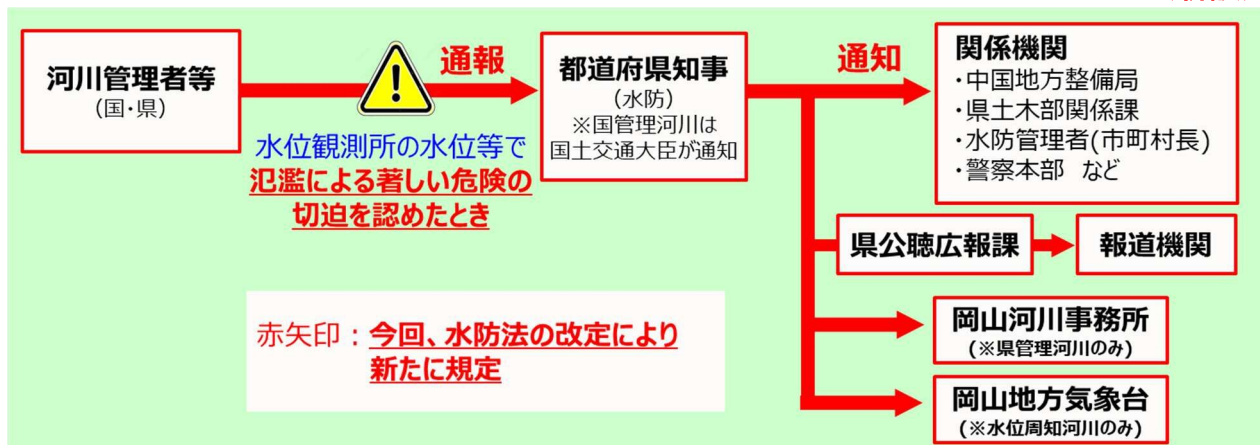 河川管理者等
(国・県)
通報
水位観測所の水位等で
氾濫による著しい危険の
切迫を認めたとき
都道府県知事
(水防)
※国管理河川は
国土交通大臣が通知
通知
関係機関
・中国地方整備局
・県土木部関係課
・水防管理者(市町村長)
・警察本部 など
県公聴広報課
報道機関
岡山河川事務所
(※県管理河川のみ)
岡山地方気象台
(※水位周知河川のみ)
赤矢印：今回、水防法の改定により
新たに規定